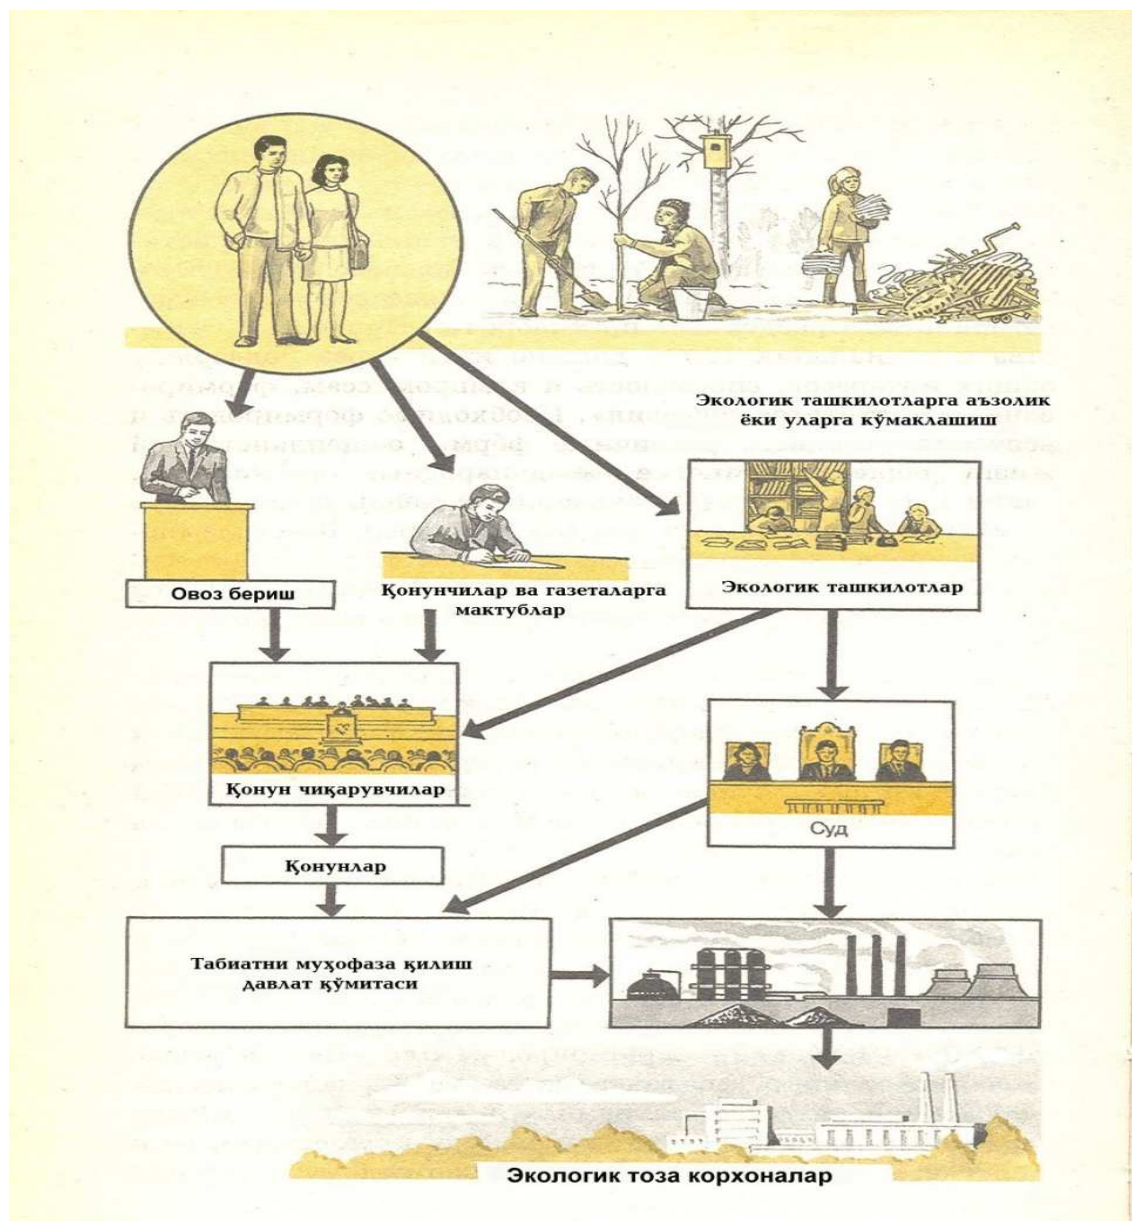 Экологик ташкилотларга аъзолик
ёки уларга кўмаклашиш
Овоз бериш
Қонунчилар ва газеталарга
мактублар
Экологик ташкилотлар
Қонун чиқарувчилар
Суд
Қонунлар
Табиатни муҳофаза қилиш
давлат қўмитаси
Экологик тоза корхоналар